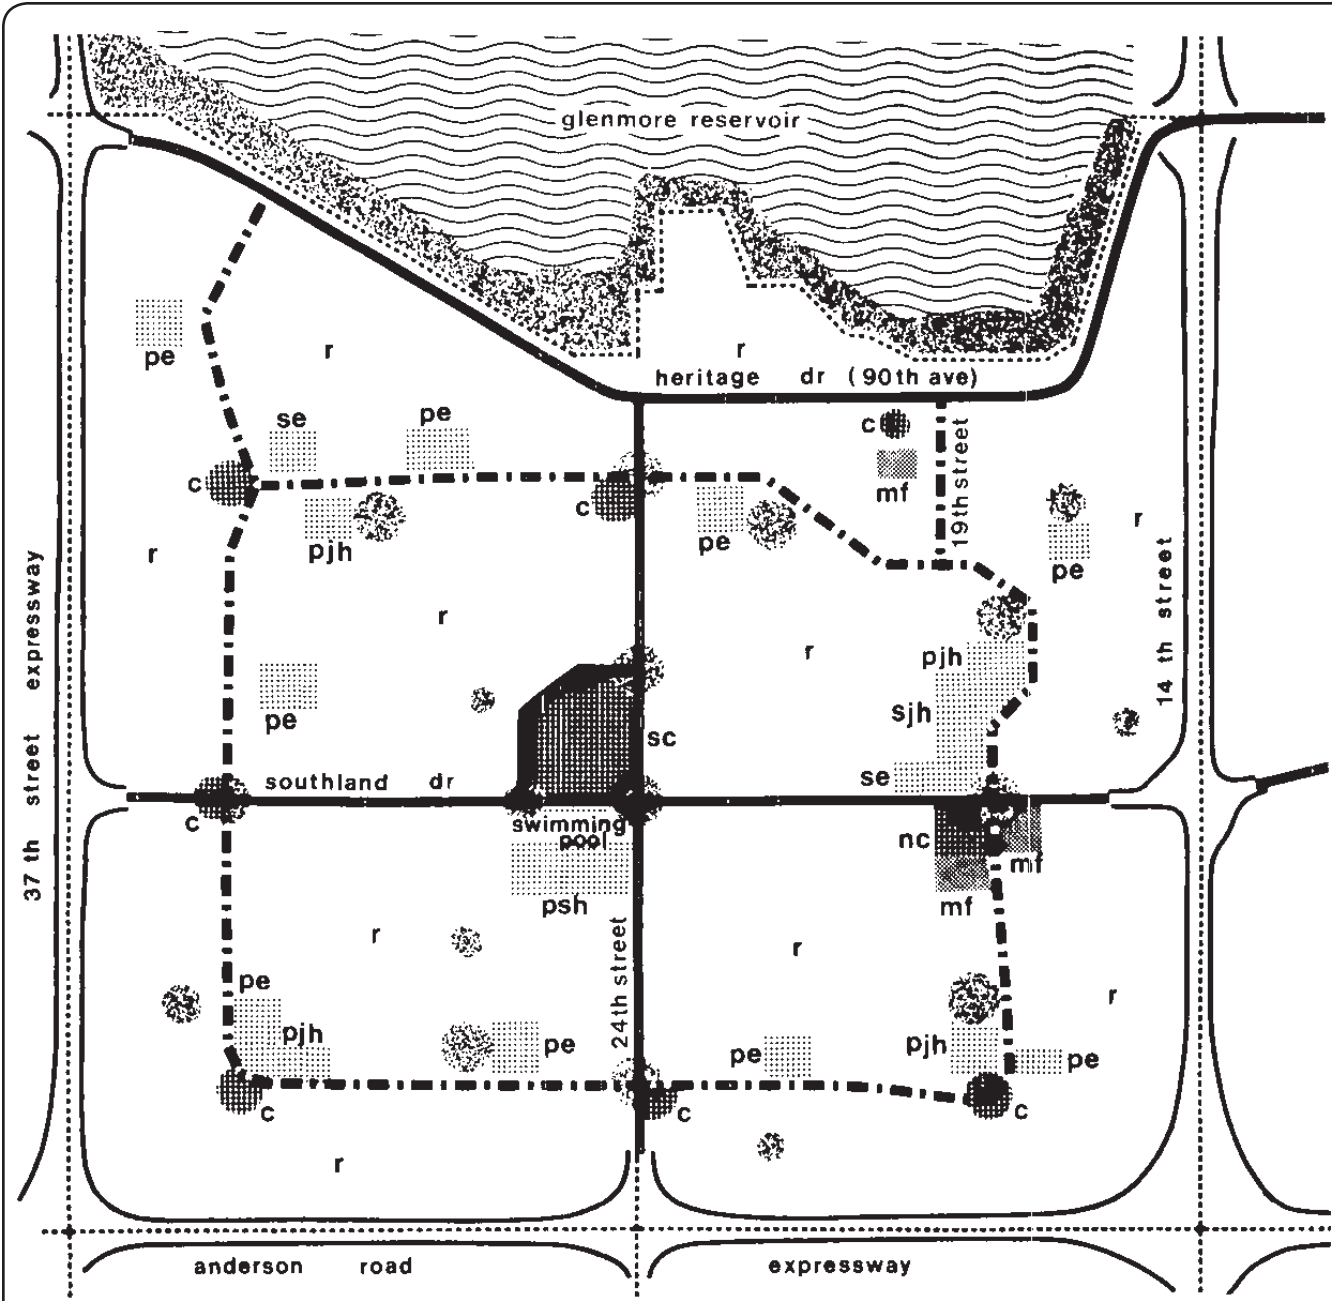 glenmore reservoir
r
heritage dr (90th ave)
pe
r
se
pe
c
mf
19th street
c
c
pjh
pe
r
pe
r
37 th street expressway
14 th street
r
r
pjh
sjh
pe
sc
se
southland dr
c
swimming
pool
nc
mf
psh
mf
24th street
r
r
r
pe
pjh
pe
pe
pjh
pe
c
c
c
r
anderson road expressway